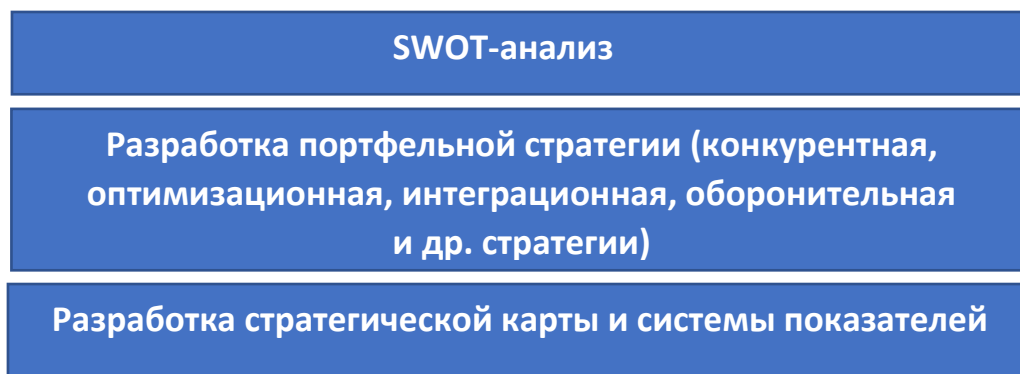 SWOT-анализ
Разработка портфельной стратегии (конкурентная,
оптимизационная, интеграционная, оборонительная
и др. стратегии)
Разработка стратегической карты и системы показателей